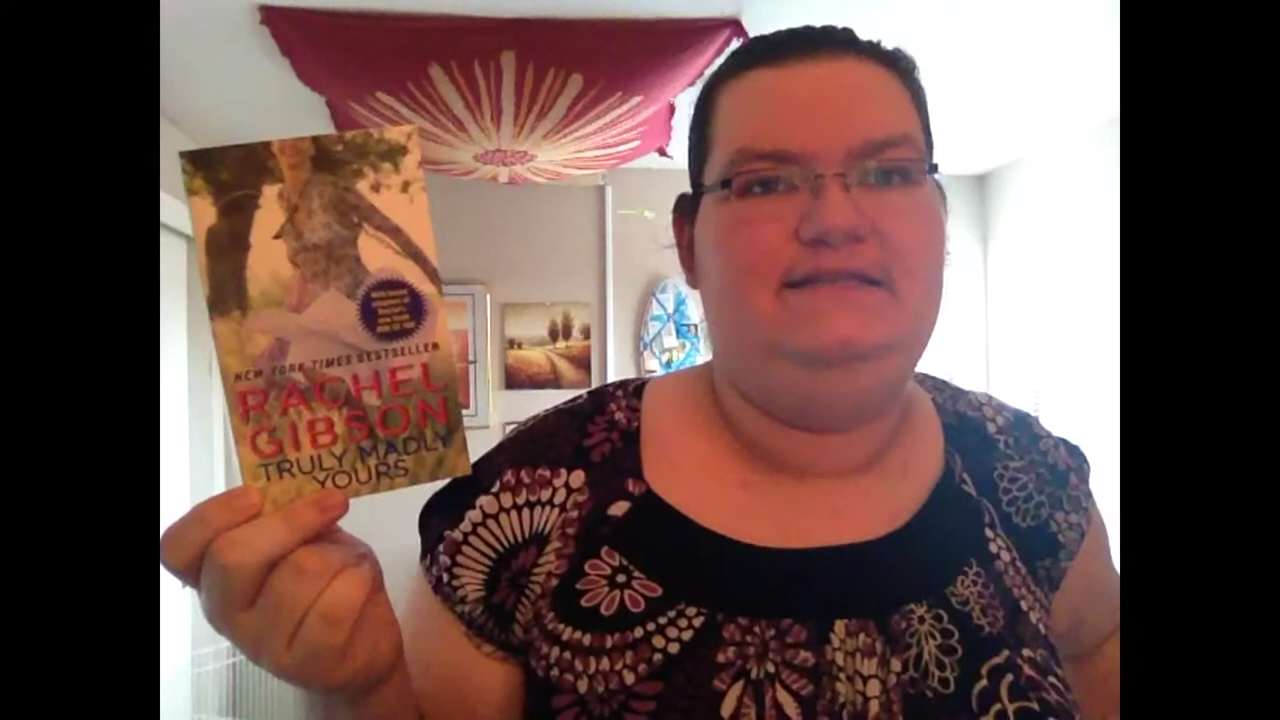 NEW YORK TIMES BESTSELLER
RACHEL
GIBSON
TRULY MADLY
YOURS